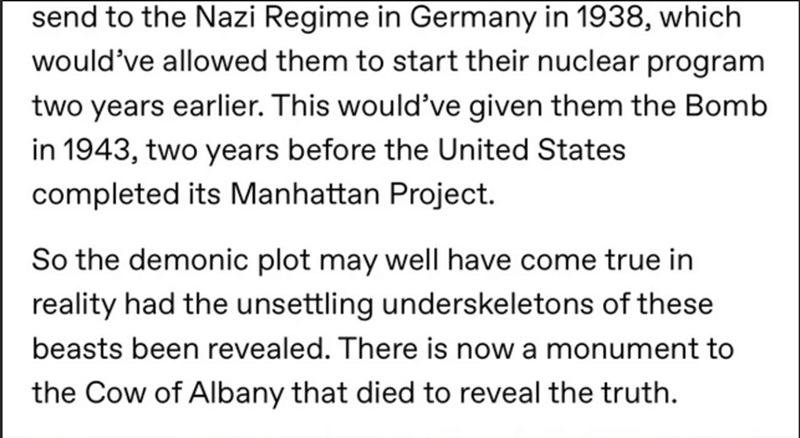 send to the Nazi Regime in Germany in 1938, which
would’ve allowed them to start their nuclear program
two years earlier. This would’ve given them the Bomb
in 1943, two years before the United States
completed its Manhattan Project.
So the demonic plot may well have come true in
reality had the unsettling underskeletons of these
beasts been revealed. There is now a monument to
the Cow of Albany that died to reveal the truth.